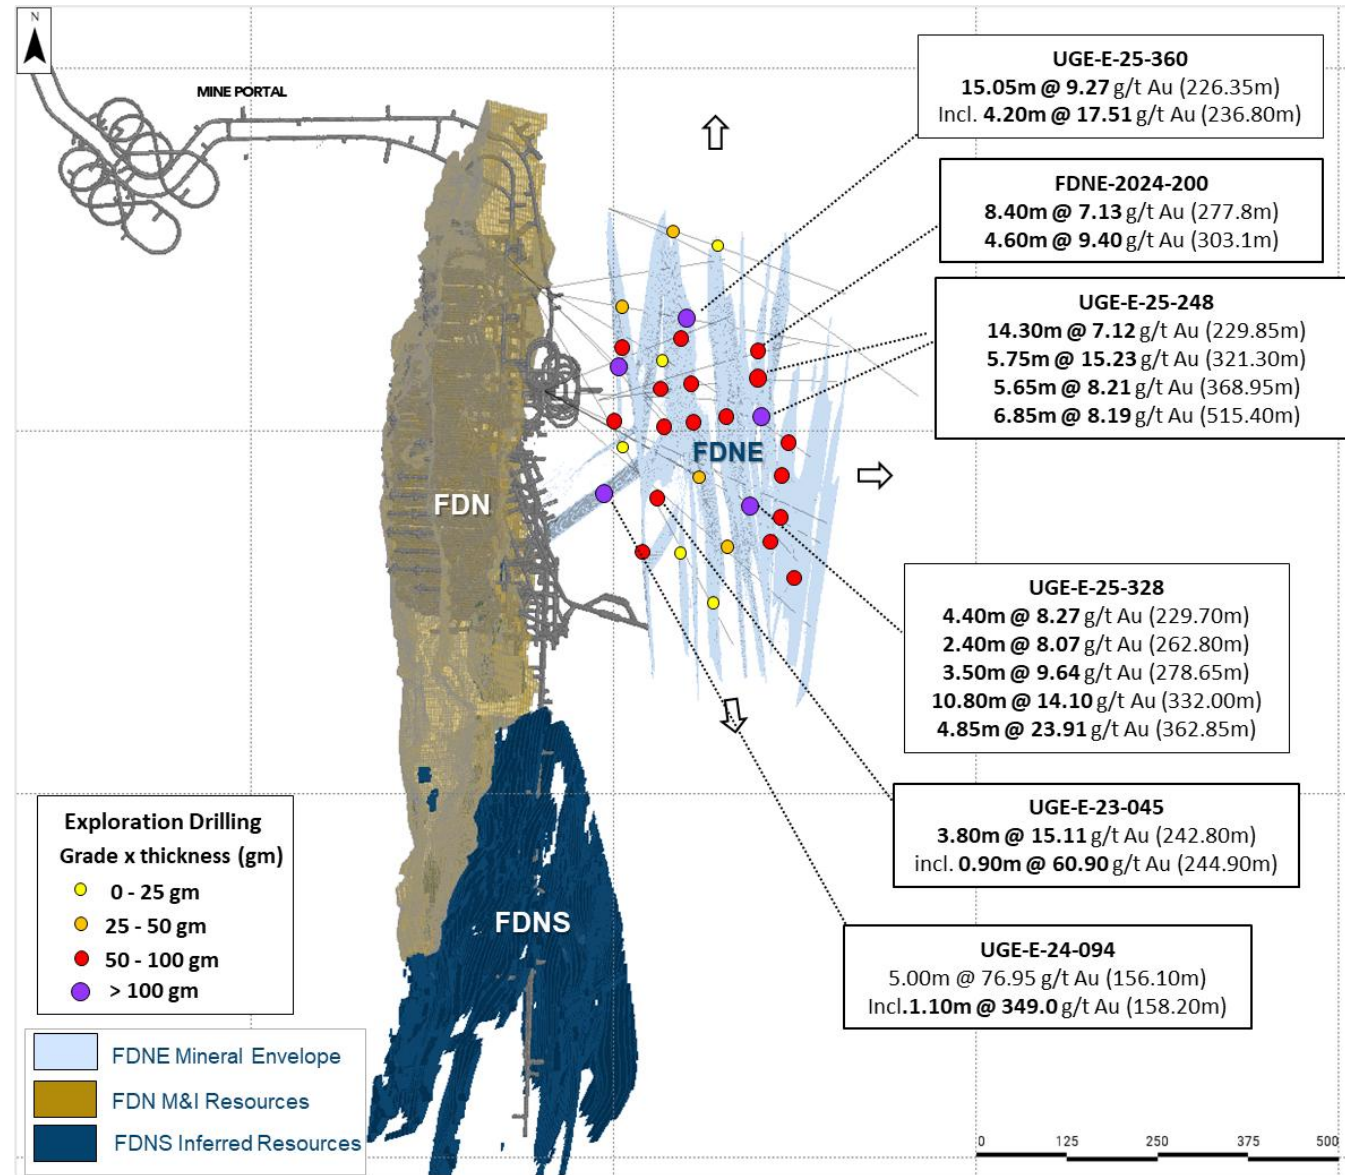 N
MINE PORTAL
UGE-E-25-360
15.05m @ 9.27 g/t Au (226.35m)
Incl. 4.20m @ 17.51 g/t Au (236.80m)
FDNE-2024-200
8.40m @ 7.13 g/t Au (277.8m)
4.60m @ 9.40 g/t Au (303.1m)
UGE-E-25-248
14.30m @ 7.12 g/t Au (229.85m)
5.75m @ 15.23 g/t Au (321.30m)
5.65m @ 8.21 g/t Au (368.95m)
6.85m @ 8.19 g/t Au (515.40m)
FDNE
FDN
UGE-E-25-328
4.40m @ 8.27 g/t Au (229.70m)
2.40m @ 8.07 g/t Au (262.80m)
3.50m @ 9.64 g/t Au (278.65m)
10.80m @ 14.10 g/t Au (332.00m)
4.85m @ 23.91 g/t Au (362.85m)
UGE-E-23-045
3.80m @ 15.11 g/t Au (242.80m)
incl. 0.90m @ 60.90 g/t Au (244.90m)
FDNS
UGE-E-24-094
5.00m @ 76.95 g/t Au (156.10m)
Incl.1.10m @ 349.0 g/t Au (158.20m)
Exploration Drilling
Grade x thickness (gm)
0 - 25 gm
25 - 50 gm
50 - 100 gm
> 100 gm
FDNE Mineral Envelope
FDN M&I Resources
FDNS Inferred Resources
0 125 250 375 500